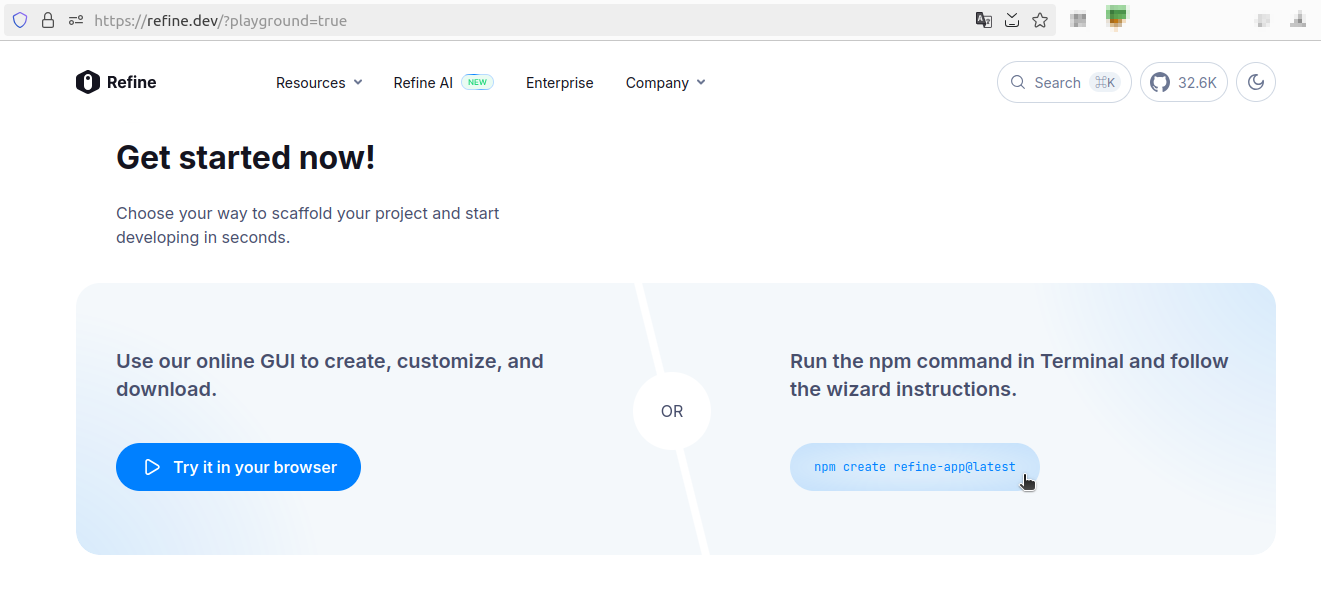 https://refine.dev/?playground=true
Refine
Resources
Refine AI NEW
Enterprise
Company
Search ⌘K
32.6K
Get started now!
Choose your way to scaffold your project and start
developing in seconds.
Use our online GUI to create, customize, and
download.
Try it in your browser
OR
Run the npm command in Terminal and follow
the wizard instructions.
npm create refine-app@latest